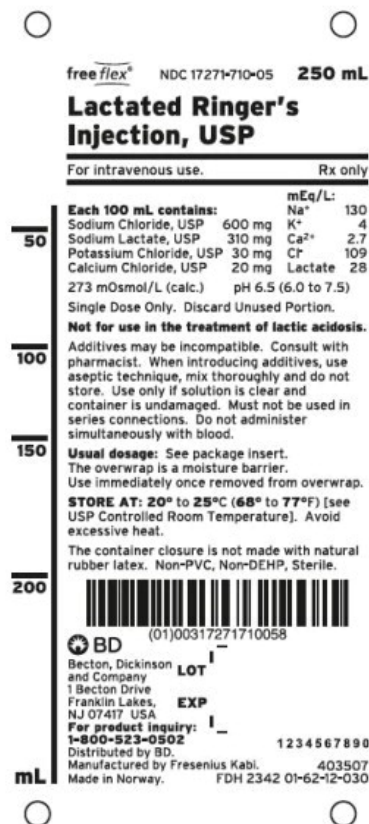 freeflex® NDC 17271-710-05 250 mL
Lactated Ringer's
Injection, USP
For intravenous use. Rx only
mEq/L:
Each 100 mL contains: Na⁺ 130
Sodium Chloride, USP 600 mg K⁺ 4
Sodium Lactate, USP 310 mg Ca²⁺ 2.7
Potassium Chloride, USP 30 mg Cl⁻ 109
Calcium Chloride, USP 20 mg Lactate 28
273 mOsmol/L (calc.) pH 6.5 (6.0 to 7.5)
Single Dose Only. Discard Unused Portion.
Not for use in the treatment of lactic acidosis.
Additives may be incompatible. Consult with
pharmacist. When introducing additives, use
aseptic technique, mix thoroughly and do not
store. Use only if solution is clear and
container is undamaged. Must not be used in
series connections. Do not administer
simultaneously with blood.
Usual dosage: See package insert.
The overwrap is a moisture barrier.
Use immediately once removed from overwrap.
STORE AT: 20° to 25°C (68° to 77°F) [see
USP Controlled Room Temperature]. Avoid
excessive heat.
The container closure is not made with natural
rubber latex. Non-PVC, Non-DEHP, Sterile.
50
100
150
200
mL
(01)00317271710058
BD
Becton, Dickinson
and Company
1 Becton Drive
Franklin Lakes,
NJ 07417 USA
LOT
EXP
For product inquiry:
1-800-523-0502
Distributed by BD.
Manufactured by Fresenius Kabi.
Made in Norway.
1234567890
403507
FDH 2342 01-62-12-030